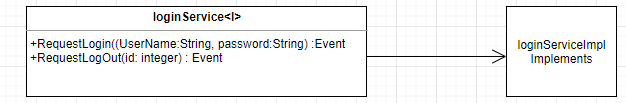 loginService<I>
+RequestLogin((UserName:String, password:String) :Event
+RequestLogOut(id: integer) : Event
loginServiceImpl
Implements